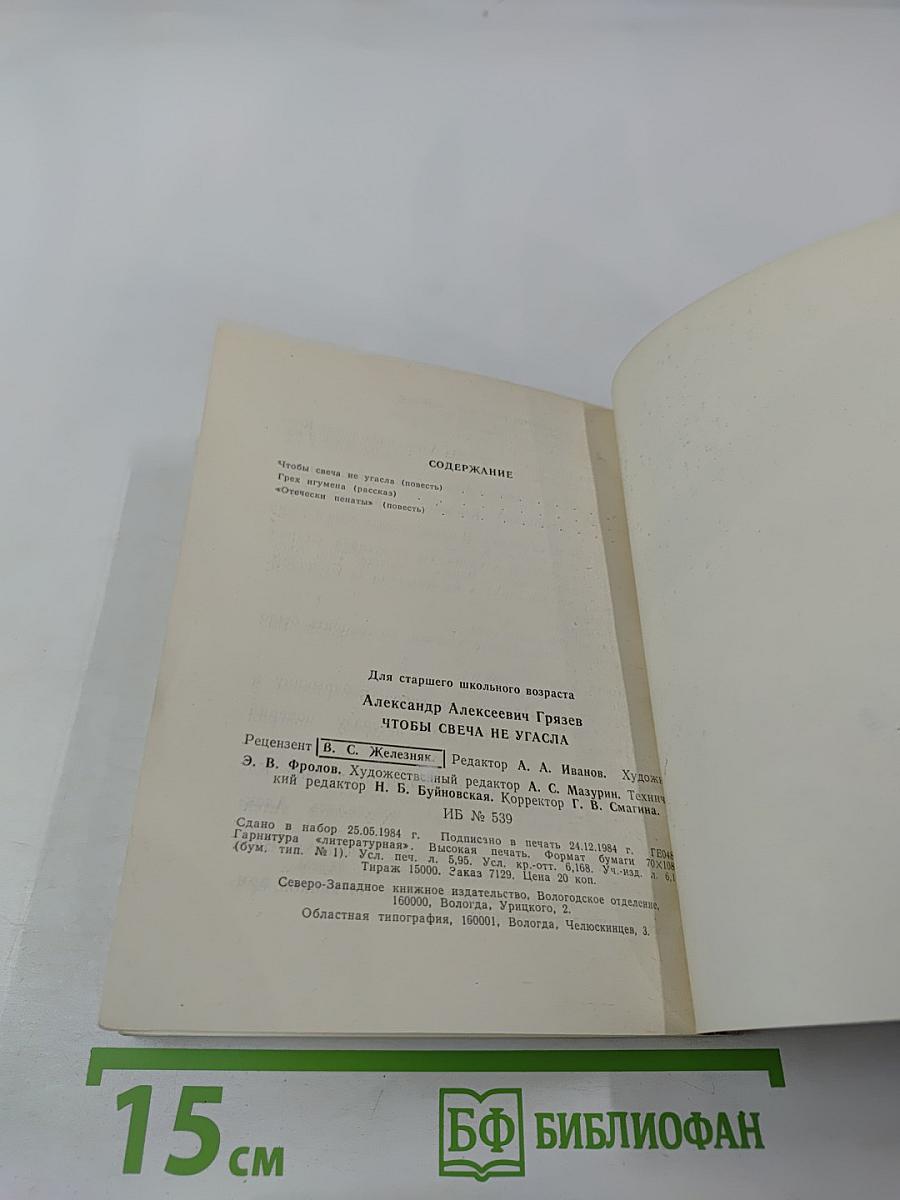 СОДЕРЖАНИЕ
Чтобы свеча не угасла (повесть) . . . .
Грех игумена (рассказ) . . . . . .
«Отечески пенаты» (повесть) . . . . . .
Для старшего школьного возраста
Александр Алексеевич Грязев
ЧТОБЫ СВЕЧА НЕ УГАСЛА
Рецензент В. С. Железняк. Редактор А. А. Иванов. Художн
Э. В. Фролов. Художественный редактор А. С. Мазурин. Технич
кий редактор Н. Б. Буйновская. Корректор Г. В. Смагина.
ИБ № 539
Сдано в набор 25.05.1984 г. Подписано в печать 24.12.1984 г. ГЕ048
Гарнитура «литературная». Высокая печать. Формат бумаги 70×108
(бум. тип. № 1). Усл. печ. л. 5,95. Усл. кр.-отт. 6,168. Уч.-изд. л. 6,1
Тираж 15000. Заказ 7129. Цена 20 коп.
Северо-Западное книжное издательство, Вологодское отделение,
160000, Вологда, Урицкого, 2.
Областная типография, 160001, Вологда, Челюскинцев, 3.
15 см
БФ БИБЛИОФАН